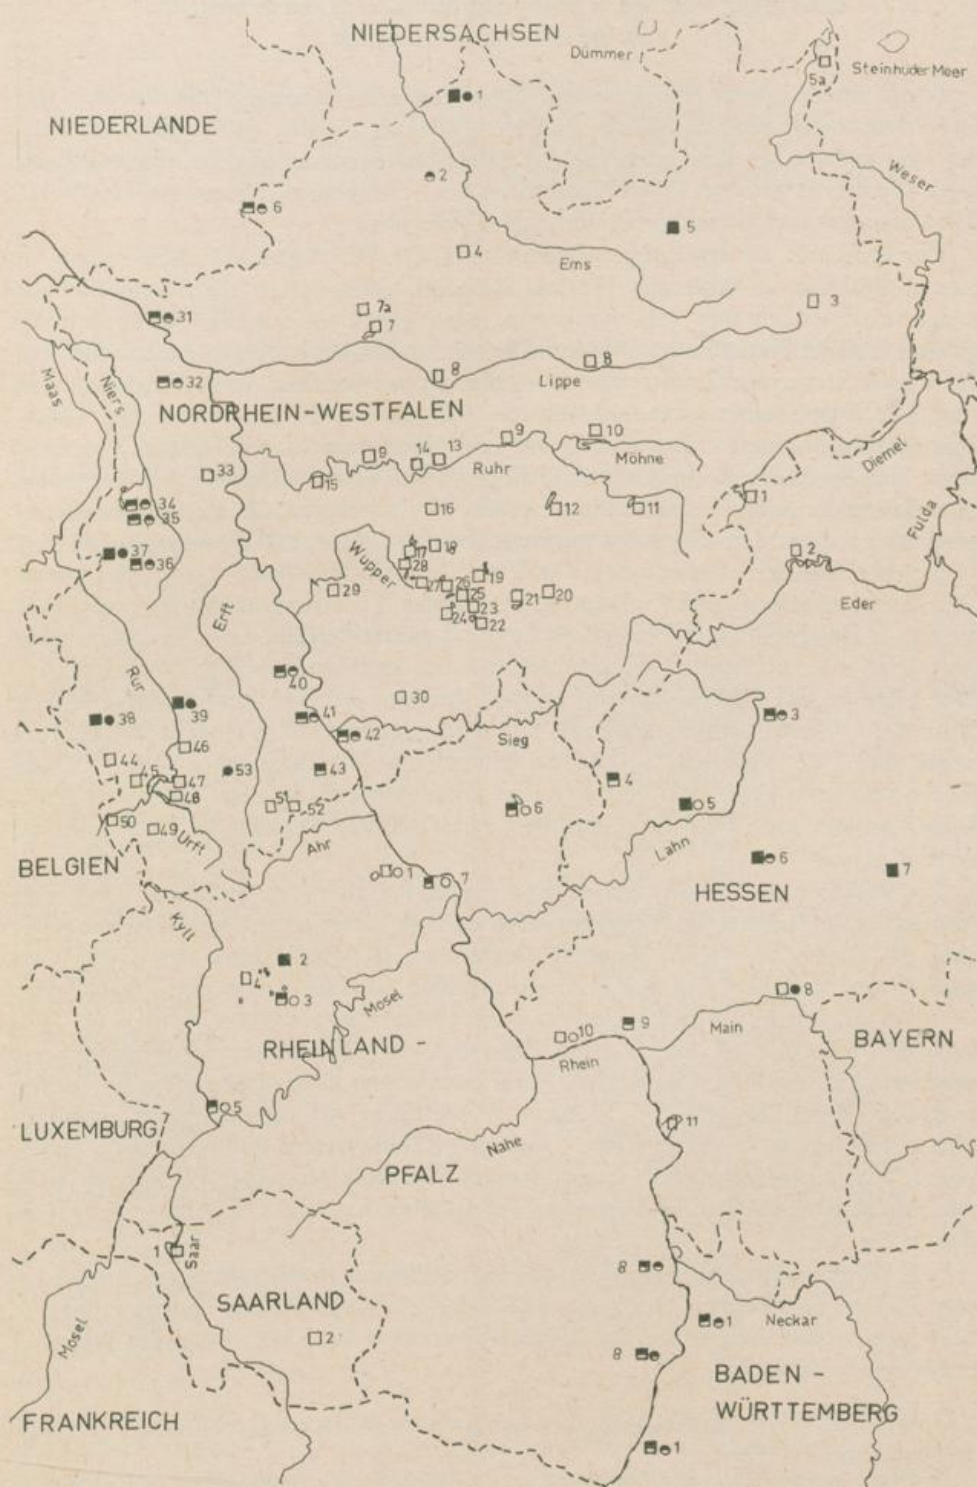 NIEDERSACHSEN
Dümmer
Steinhuder Meer
5a
NIEDERLANDE
1
Weser
2
6
5
4
Ems
3
7a
7
31
8
8
Lippe
32
Maas
Niers
NORDRHEIN-WESTFALEN
9
10
33
9
14
13
Ruhr
Möhne
Diemel
15
34
35
16
12
11
1
Fulda
37
36
Wupper
17
18
28
2
29
27
26
19
25
21
20
Erft
24
23
22
Eder
Rur
40
30
38
39
41
42
Sieg
3
44
46
45
47
53
43
4
48
51
52
6
5
50
49
Urft
Ahr
Lahn
BELGIEN
1
7
6
7
HESSEN
Kyll
2
4
3
Mosel
8
RHEINLAND -
10
9
Main
BAYERN
Rhein
5
LUXEMBURG
11
Nahe
PFALZ
1
Saar
8
SAARLAND
2
1
Neckar
Mosel
8
BADEN -
WÜRTTEMBERG
FRANKREICH
1